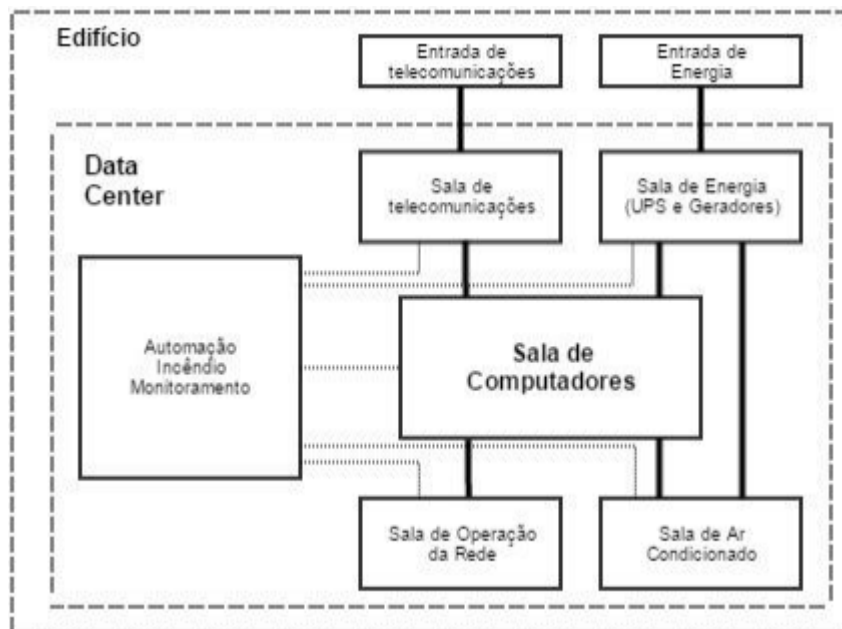 Edifício
Entrada de
telecomunicações
Entrada de
Energia
Data
Center
Sala de
telecomunicações
Sala de Energia
(UPS e Geradores)
Automação
Incêndio
Monitoramento
Sala de
Computadores
Sala de Operação
da Rede
Sala de Ar
Condicionado